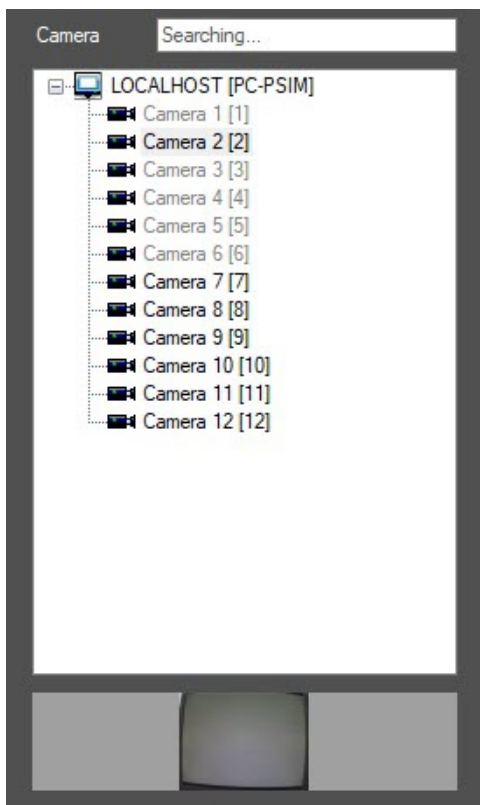 Camera Searching...
LOCALHOST [PC-PSIM]
Camera 1 [1]
Camera 2 [2]
Camera 3 [3]
Camera 4 [4]
Camera 5 [5]
Camera 6 [6]
Camera 7 [7]
Camera 8 [8]
Camera 9 [9]
Camera 10 [10]
Camera 11 [11]
Camera 12 [12]